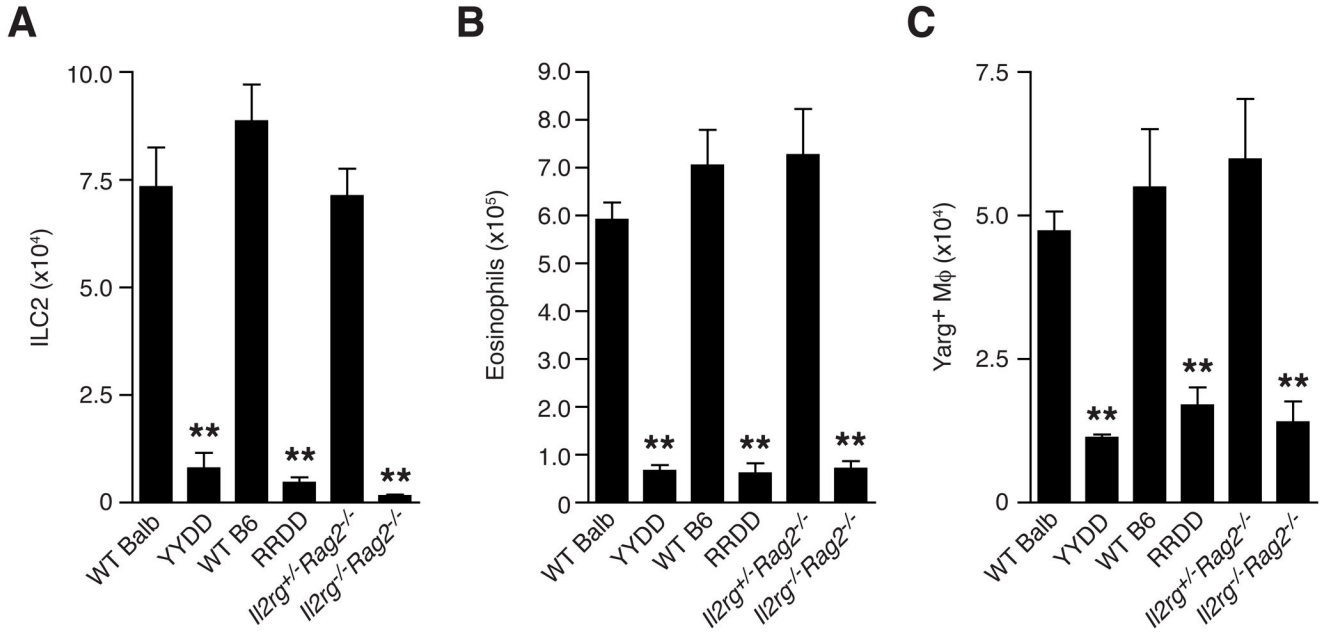 A
ILC2 (x10⁴)
10.0
7.5
5.0
2.5
0
**
**
**
WT Balb
YYDD
WT B6
RRDD
Il2rg+/- Rag2-/-
Il2rg-/- Rag2-/-
B
Eosinophils (x10⁵)
9.0
8.0
7.0
6.0
5.0
4.0
3.0
2.0
1.0
0
**
**
**
WT Balb
YYDD
WT B6
RRDD
Il2rg+/- Rag2-/-
Il2rg-/- Rag2-/-
C
Yarg⁺ Mϕ (x10⁴)
7.5
5.0
2.5
0
**
**
**
WT Balb
YYDD
WT B6
RRDD
Il2rg+/- Rag2-/-
Il2rg-/- Rag2-/-